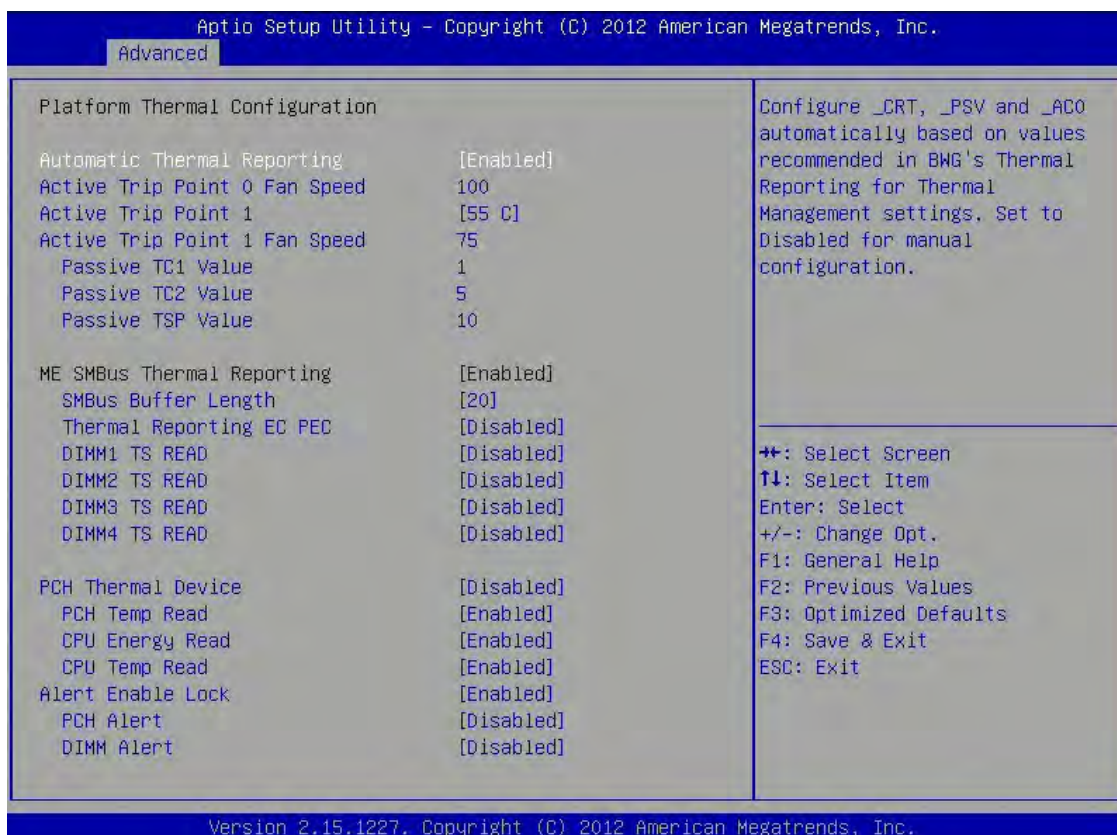 Aptio Setup Utility – Copyright (C) 2012 American Megatrends, Inc.
Advanced
Platform Thermal Configuration
Automatic Thermal Reporting [Enabled]
Active Trip Point 0 Fan Speed 100
Active Trip Point 1 [55 C]
Active Trip Point 1 Fan Speed 75
Passive TC1 Value 1
Passive TC2 Value 5
Passive TSP Value 10
ME SMBus Thermal Reporting [Enabled]
SMBus Buffer Length [20]
Thermal Reporting EC PEC [Disabled]
DIMM1 TS READ [Disabled]
DIMM2 TS READ [Disabled]
DIMM3 TS READ [Disabled]
DIMM4 TS READ [Disabled]
PCH Thermal Device [Disabled]
PCH Temp Read [Enabled]
CPU Energy Read [Enabled]
CPU Temp Read [Enabled]
Alert Enable Lock [Enabled]
PCH Alert [Disabled]
DIMM Alert [Disabled]
Configure _CRT, _PSV and _AC0
automatically based on values
recommended in BWG's Thermal
Reporting for Thermal
Management settings. Set to
Disabled for manual
configuration.
→←: Select Screen
↑↓: Select Item
Enter: Select
+/-: Change Opt.
F1: General Help
F2: Previous Values
F3: Optimized Defaults
F4: Save & Exit
ESC: Exit
Version 2.15.1227. Copyright (C) 2012 American Megatrends, Inc.